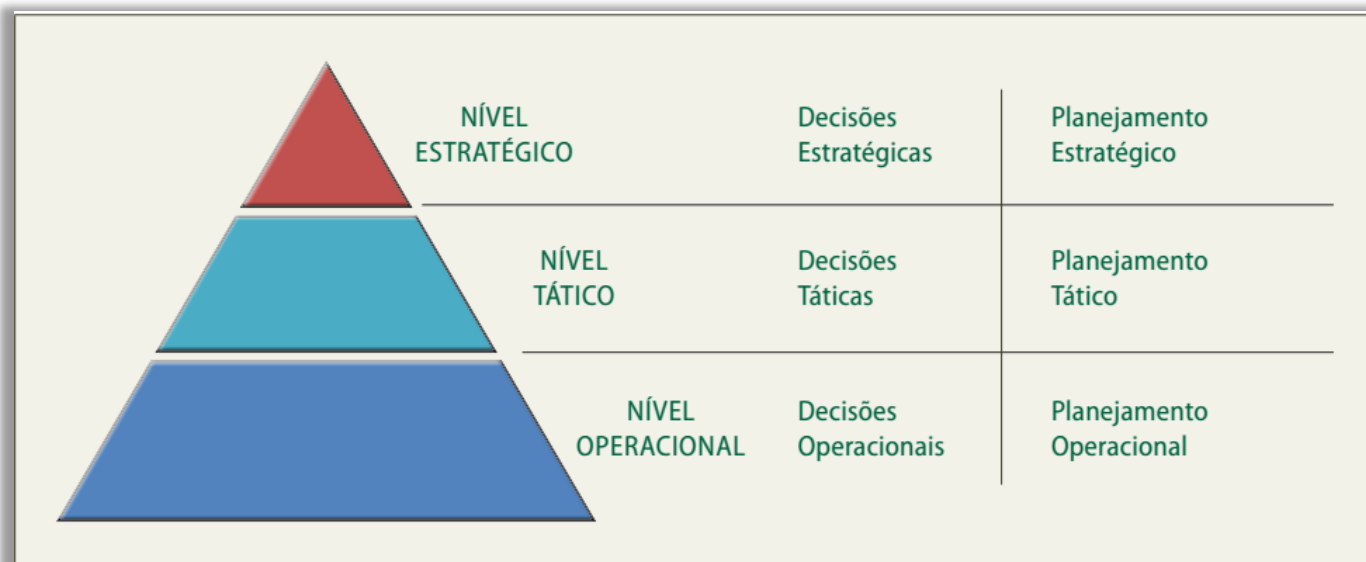 NÍVEL
ESTRATÉGICO
Decisões
Estratégicas
Planejamento
Estratégico
NÍVEL
TÁTICO
Decisões
Táticas
Planejamento
Tático
NÍVEL
OPERACIONAL
Decisões
Operacionais
Planejamento
Operacional